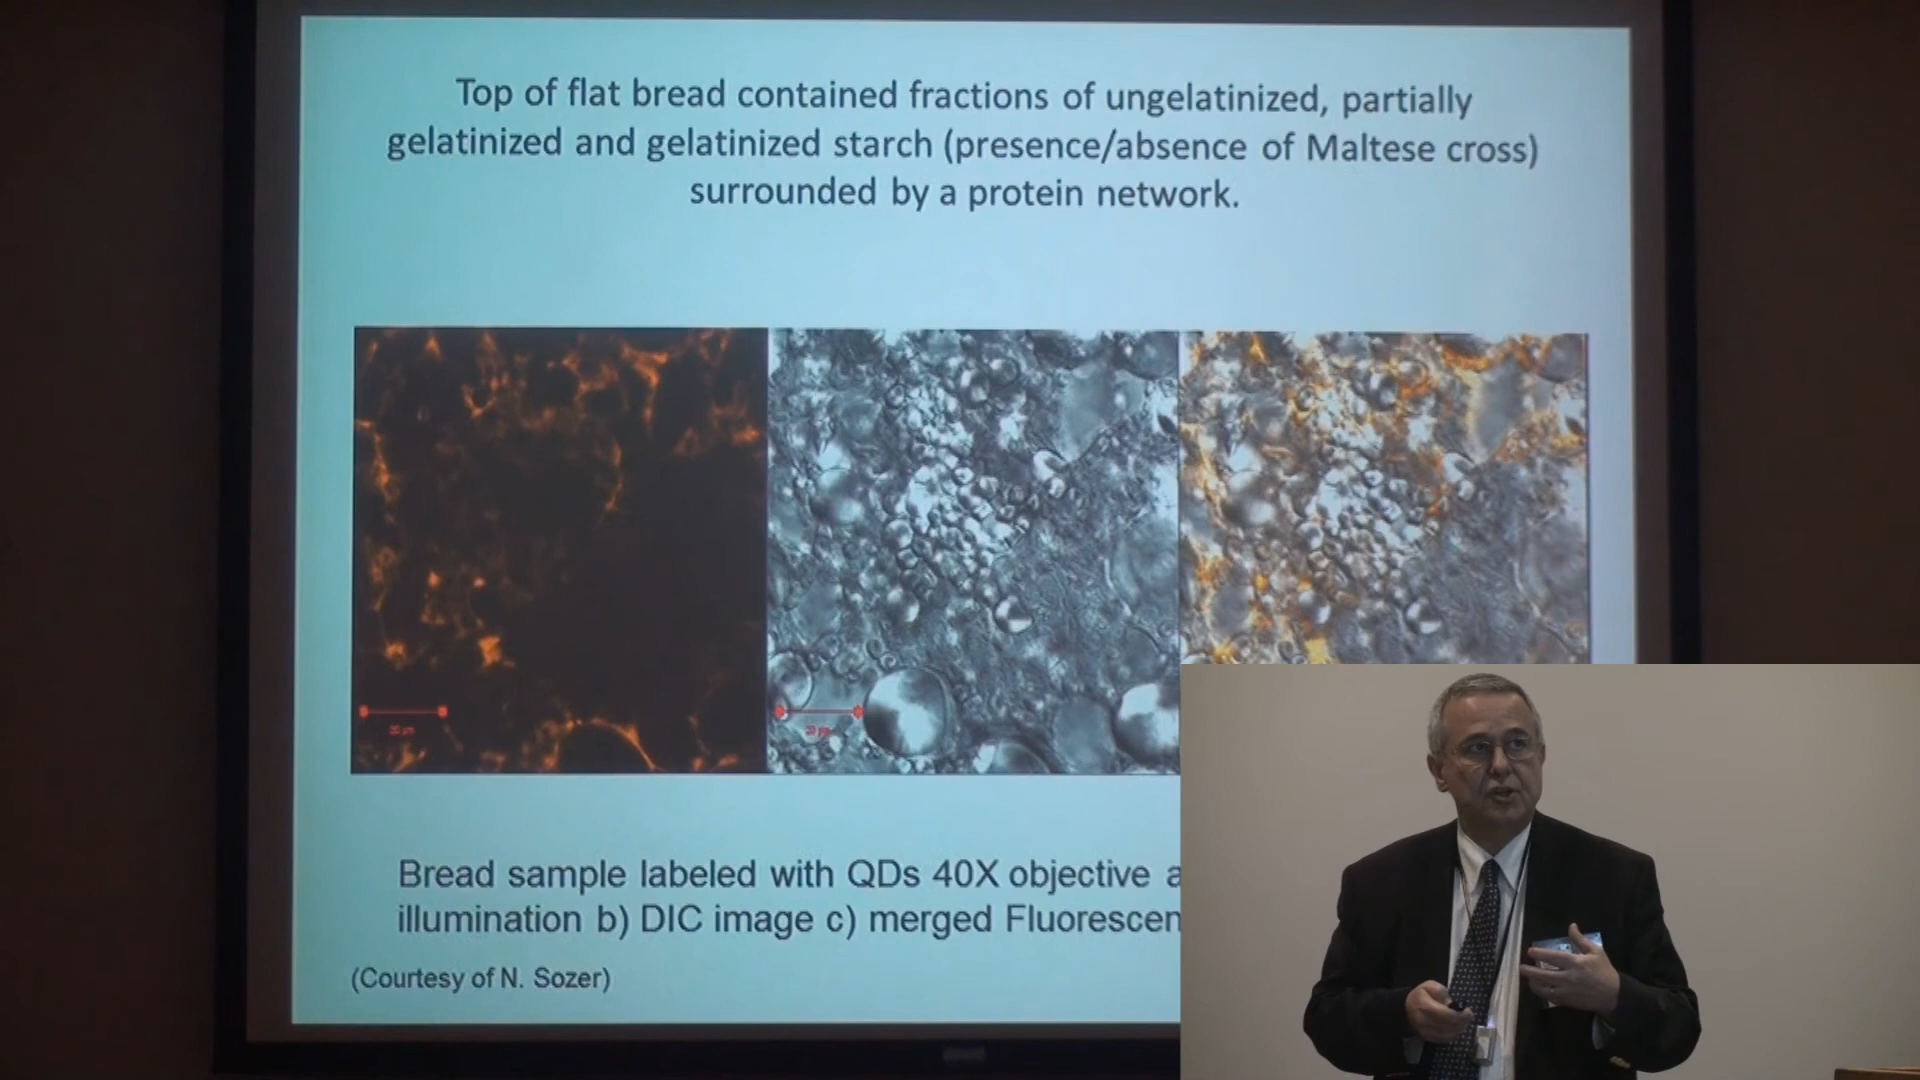 Top of flat bread contained fractions of ungelatinized, partially
gelatinized and gelatinized starch (presence/absence of Maltese cross)
surrounded by a protein network.
Bread sample labeled with QDs 40X objective a
illumination b) DIC image c) merged Fluorescen
(Courtesy of N. Sozer)